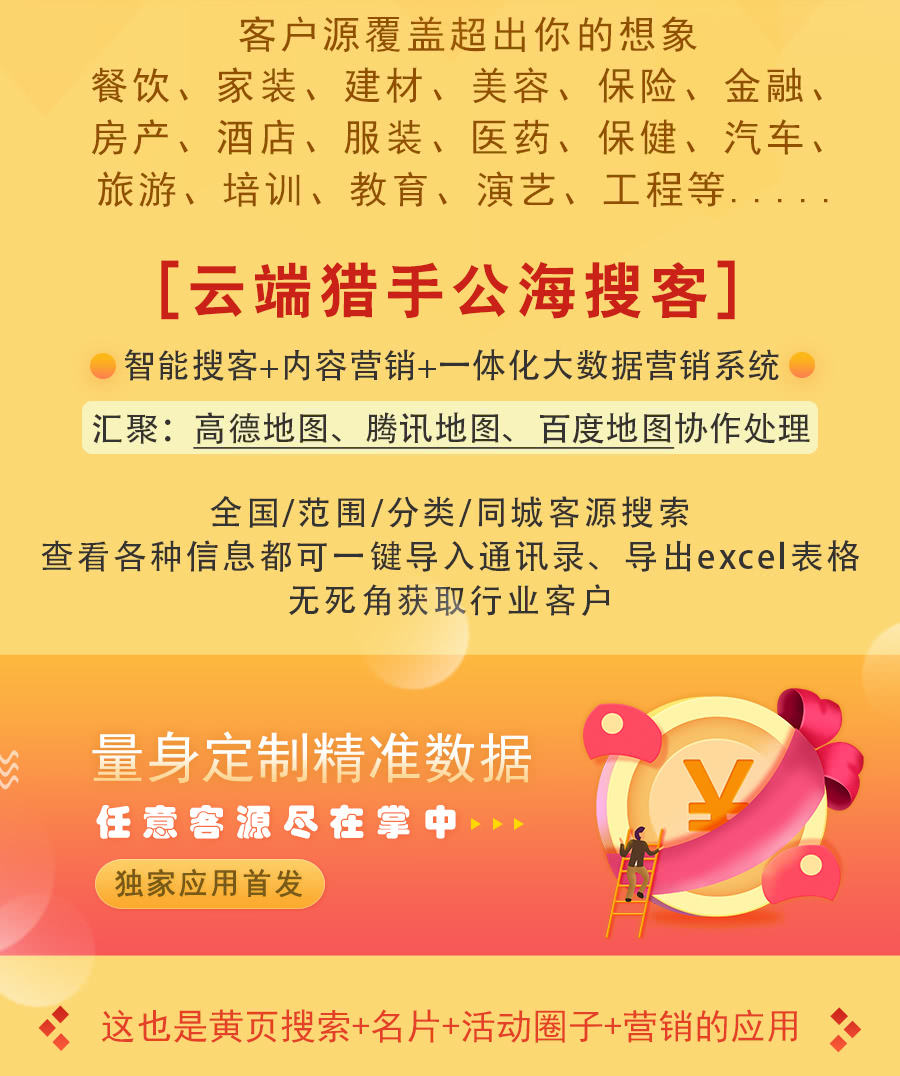 客户源覆盖超出你的想象
餐饮、家装、建材、美容、保险、金融、
房产、酒店、服装、医药、保健、汽车、
旅游、培训、教育、演艺、工程等.....
[云端猎手公海搜客]
智能搜客+内容营销+一体化大数据营销系统
汇聚：高德地图、腾讯地图、百度地图协作处理
全国/范围/分类/同城客源搜索
查看各种信息都可一键导入通讯录、导出excel表格
无死角获取行业客户
量身定制精准数据
任意客源尽在掌中
独家应用首发
¥
这也是黄页搜索+名片+活动圈子+营销的应用